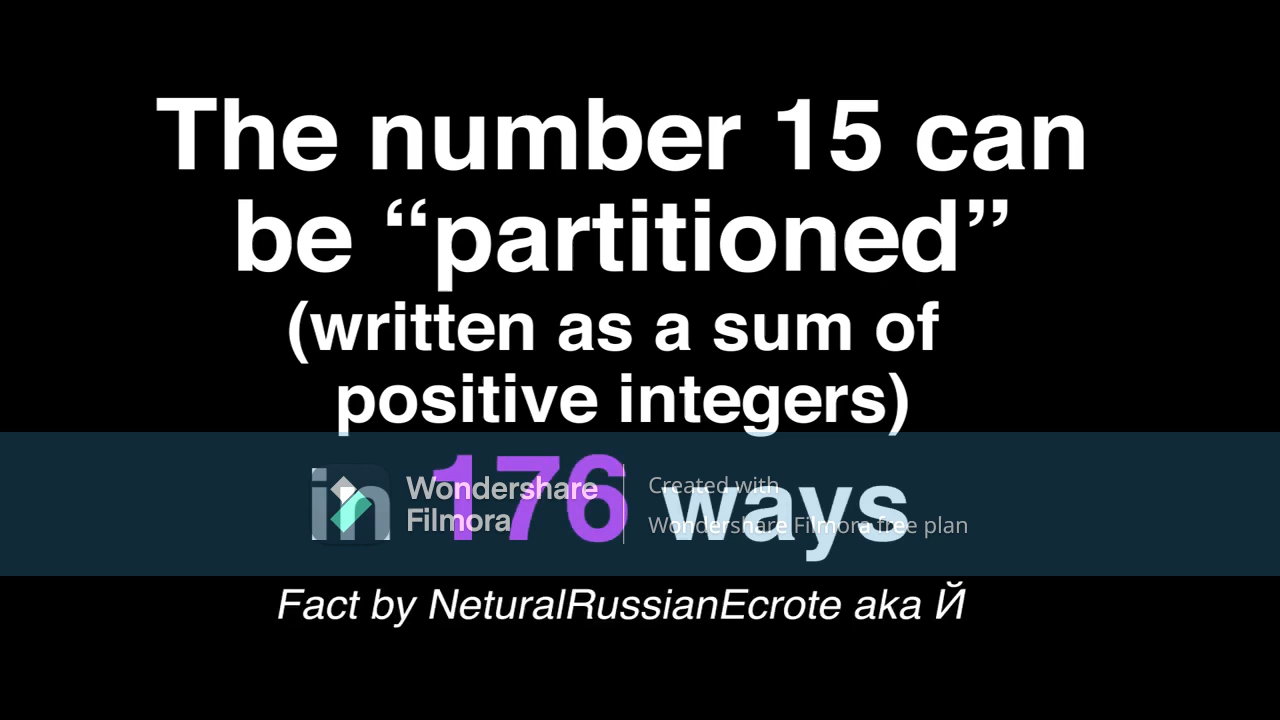 The number 15 can
be “partitioned”
(written as a sum of
positive integers)
in 176 ways
Wondershare
Filmora
Created with
Wondershare Filmora free plan
Fact by NeturalRussianEcrote aka Й